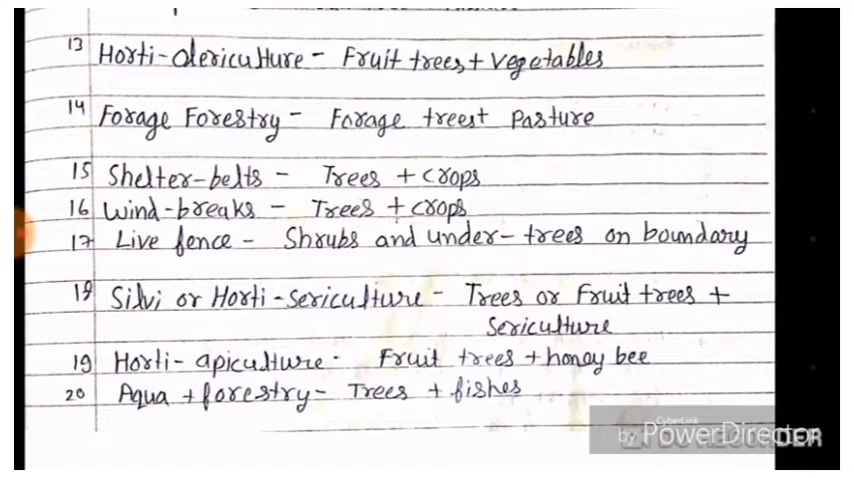 13 Horti-olericulture - Fruit trees + Vegetables
14 Forage Forestry - Forage trees+ Pasture
15 Shelter-belts - Trees + crops
16 Wind-breaks - Trees + crops
17 Live fence - Shrubs and under-trees on boundary
18 Silvi or Horti-sericulture - Trees or Fruit trees +
Sericulture
19 Horti-apiculture - Fruit trees + honey bee
20 Aqua + forestry - Trees + fishes
CyberLink
by PowerDirector